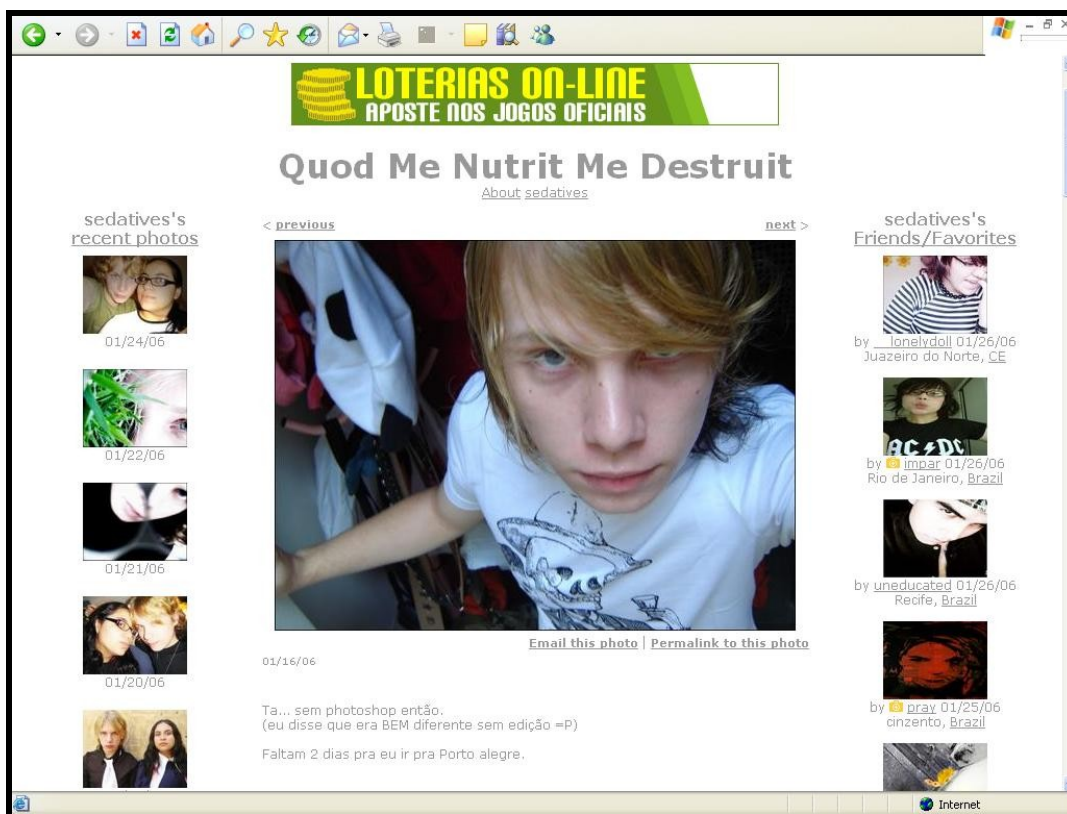 LOTERIAS ON-LINE
APOSTE NOS JOGOS OFICIAIS
Quod Me Nutrit Me Destruit
About sedatives
sedatives's
recent photos
01/24/06
01/22/06
01/21/06
01/20/06
< previous
next >
Email this photo | Permalink to this photo
01/16/06
Ta... sem photoshop então.
(eu disse que era BEM diferente sem edição =P)
Faltam 2 dias pra eu ir pra Porto alegre.
sedatives's
Friends/Favorites
by __lonelydoll 01/26/06
Juazeiro do Norte, CE
AC⚡DC
by impar 01/26/06
Rio de Janeiro, Brazil
by uneducated 01/26/06
Recife, Brazil
by pray 01/25/06
cinzento, Brazil
Internet